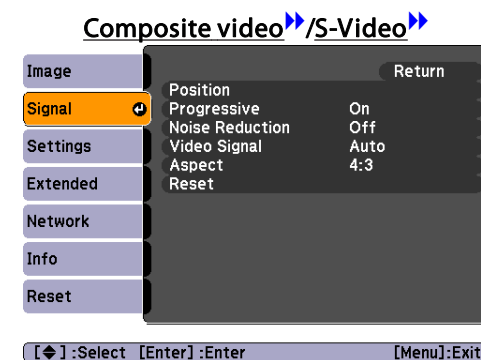 Composite video/S-Video
Image
Return
Position
Signal
Progressive On
Noise Reduction Off
Settings
Video Signal Auto
Aspect 4:3
Extended
Reset
Network
Info
Reset
[◆] :Select [Enter] :Enter [Menu]:Exit